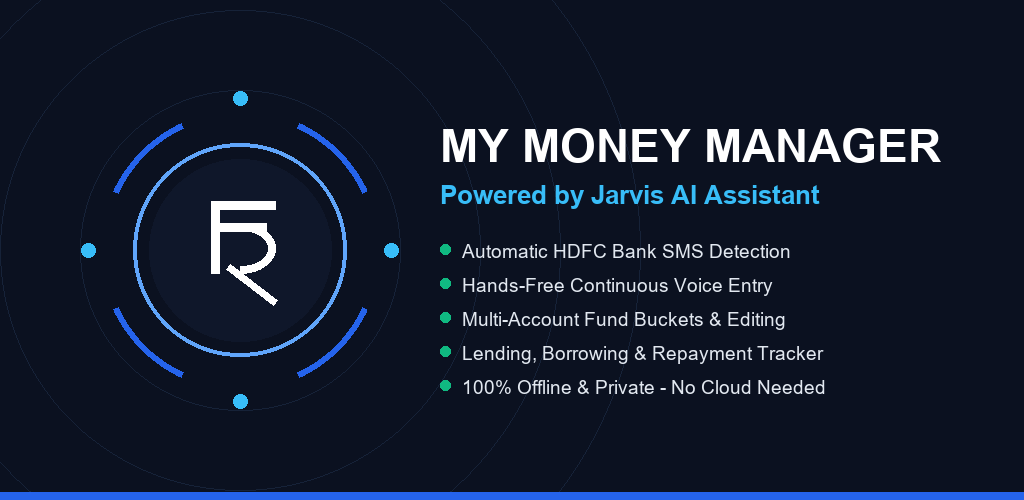 MY MONEY MANAGER
Powered by Jarvis AI Assistant
Automatic HDFC Bank SMS Detection
Hands-Free Continuous Voice Entry
Multi-Account Fund Buckets & Editing
Lending, Borrowing & Repayment Tracker
100% Offline & Private - No Cloud Needed